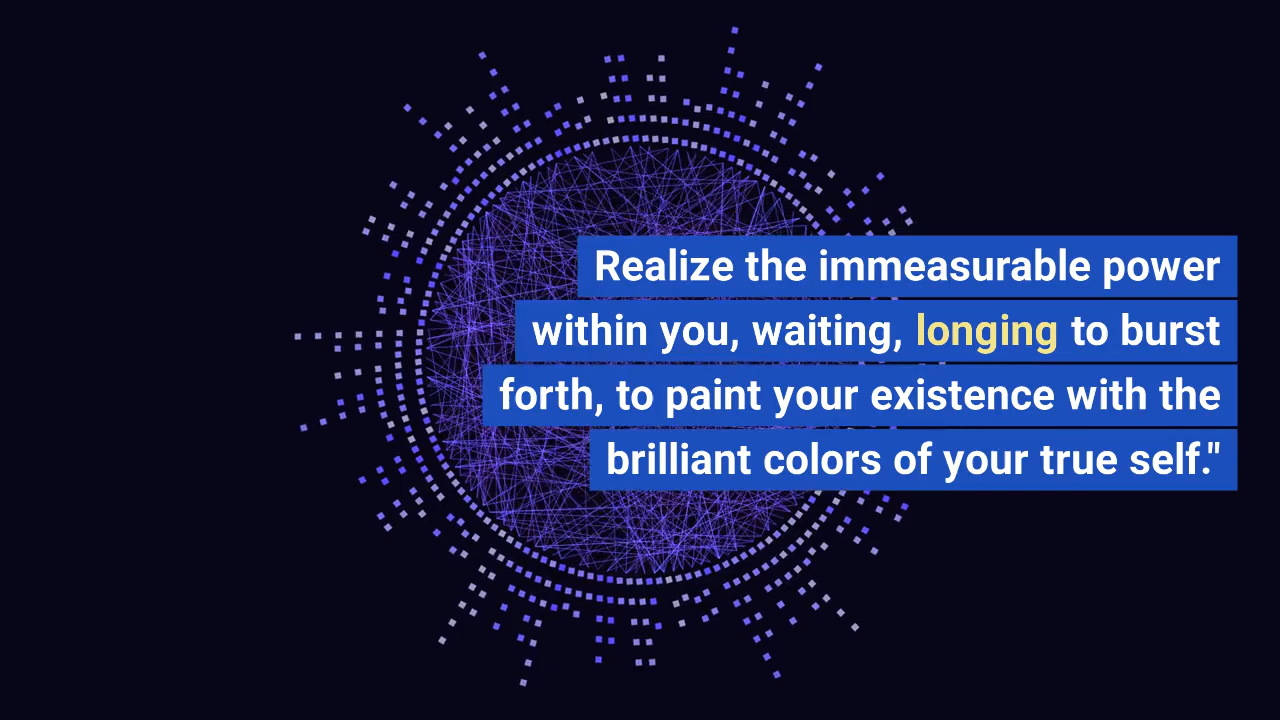 Realize the immeasurable power
within you, waiting, longing to burst
forth, to paint your existence with the
brilliant colors of your true self."